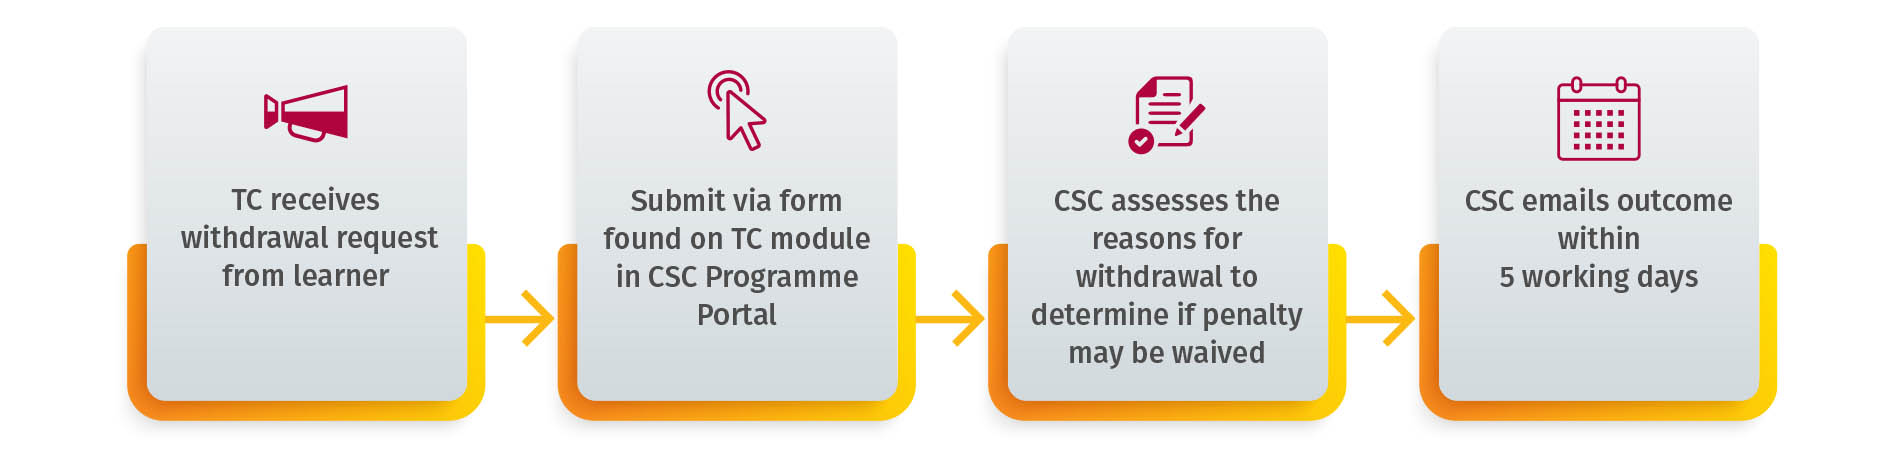 TC receives
withdrawal request
from learner
Submit via form
found on TC module
in CSC Programme
Portal
CSC assesses the
reasons for
withdrawal to
determine if penalty
may be waived
CSC emails outcome
within
5 working days